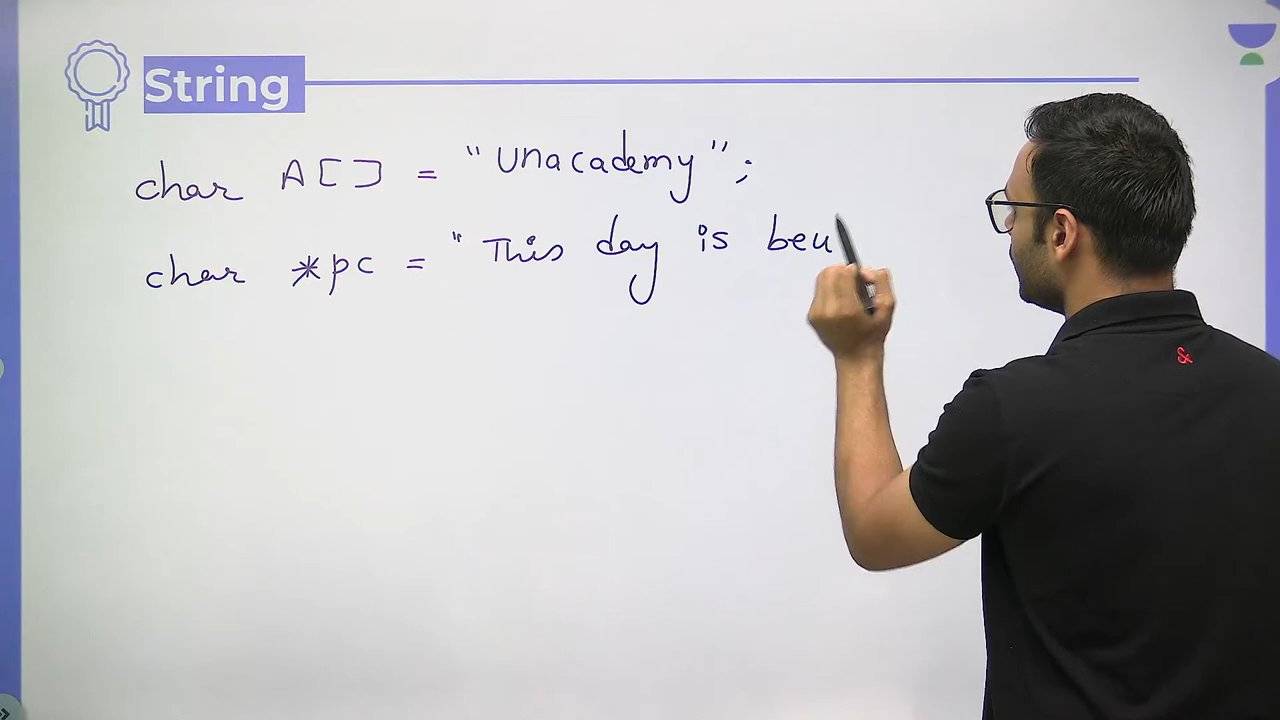 String
char A[] = "Unacademy";
char *pc = "This day is beu
&